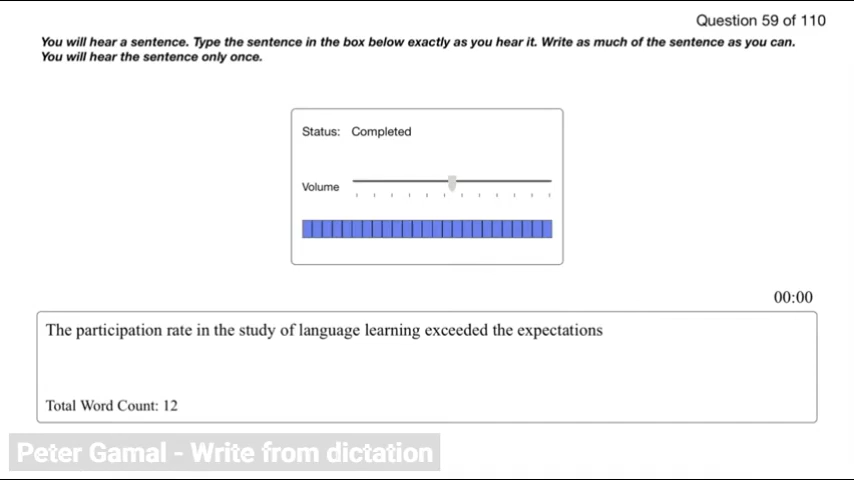 Question 59 of 110
You will hear a sentence. Type the sentence in the box below exactly as you hear it. Write as much of the sentence as you can.
You will hear the sentence only once.
Status: Completed
Volume
00:00
The participation rate in the study of language learning exceeded the expectations
Total Word Count: 12
Peter Gamal - Write from dictation